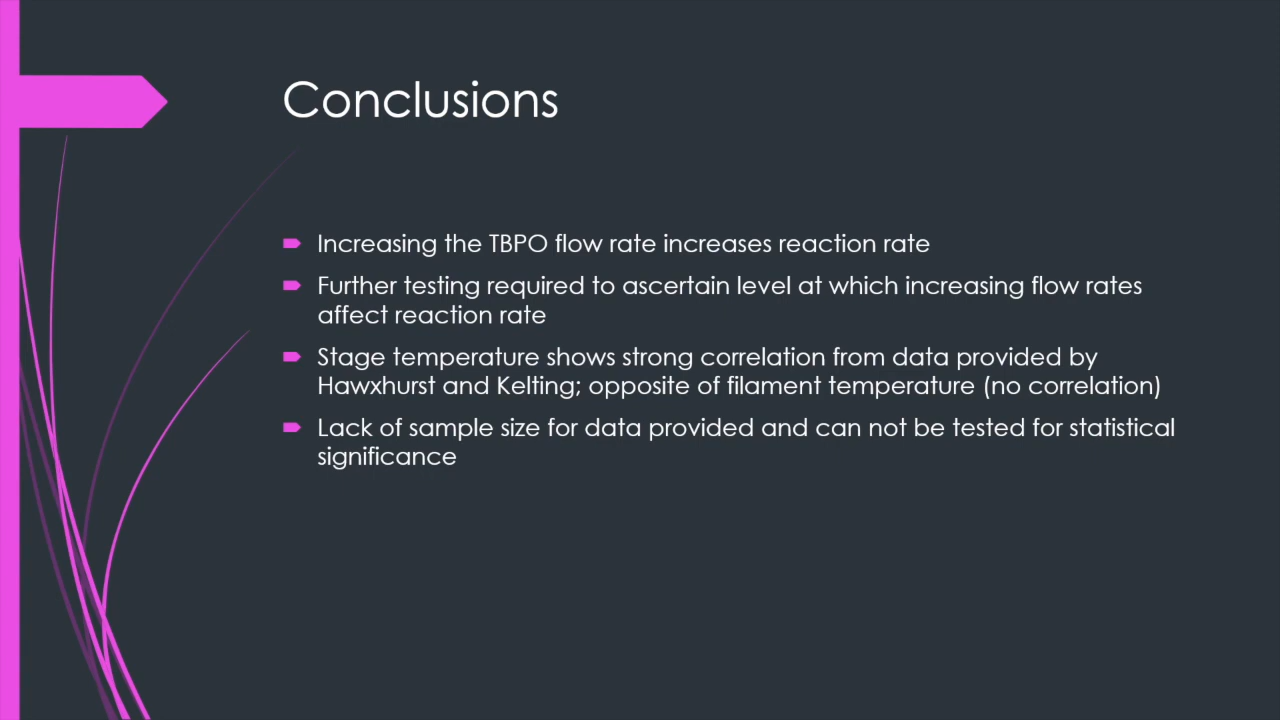 Conclusions
Increasing the TBPO flow rate increases reaction rate
Further testing required to ascertain level at which increasing flow rates
affect reaction rate
Stage temperature shows strong correlation from data provided by
Hawxhurst and Kelting; opposite of filament temperature (no correlation)
Lack of sample size for data provided and can not be tested for statistical
significance